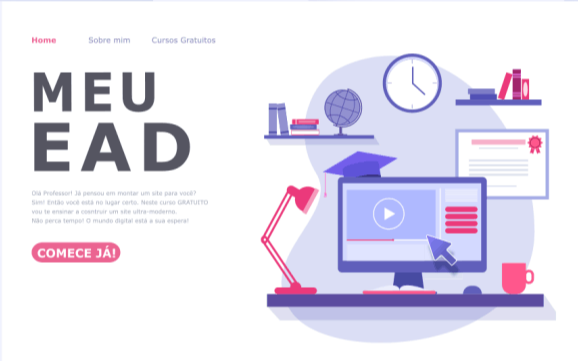 Home Sobre mim Cursos Gratuitos
MEU
EAD
Olá Professor! Já pensou em montar um site para você?
Sim! Então você está no lugar certo. Neste curso GRATUITO
vou te ensinar a construir um site ultra-moderno.
Não perca tempo! O mundo digital está a sua espera!
COMECE JÁ!